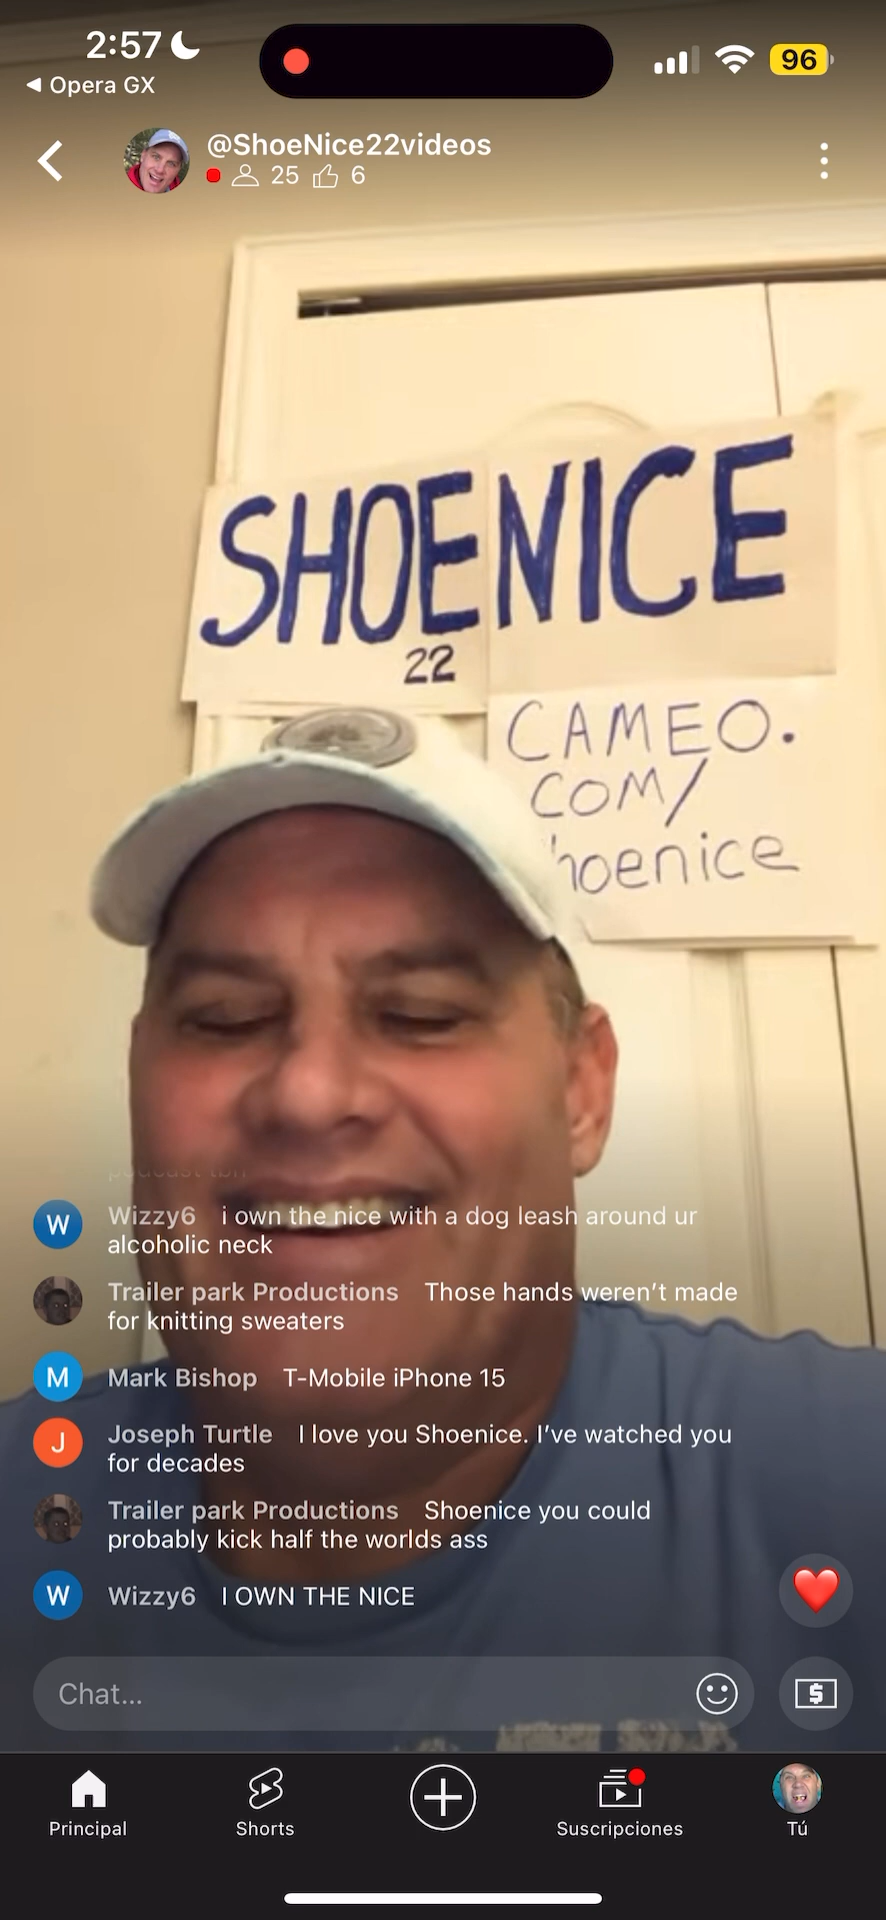 2:57
96
Opera GX
@ShoeNice22videos
25 6
SHOENICE
22
CAMEO.
COM/
hoenice
Wizzy6 i own the nice with a dog leash around ur
alcoholic neck
Trailer park Productions Those hands weren't made
for knitting sweaters
Mark Bishop T-Mobile iPhone 15
Joseph Turtle I love you Shoenice. I've watched you
for decades
Trailer park Productions Shoenice you could
probably kick half the worlds ass
Wizzy6 I OWN THE NICE
Chat...
Principal
Shorts
Suscripciones
Tú